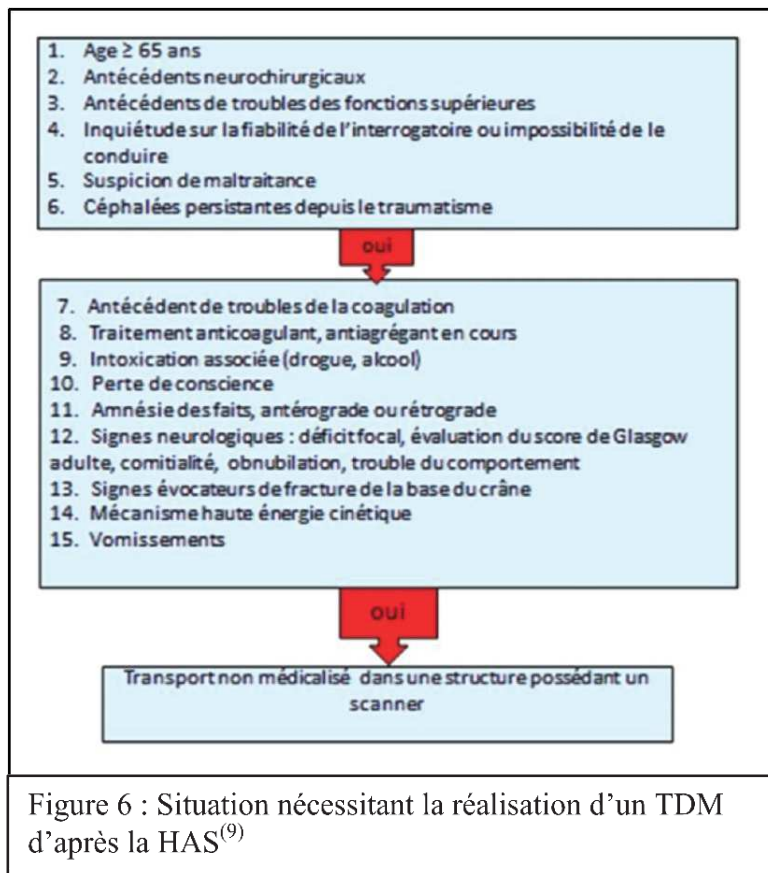 1. Age ≥ 65 ans
2. Antécédents neurochirurgicaux
3. Antécédents de troubles des fonctions supérieures
4. Inquiétude sur la fiabilité de l'interrogatoire ou impossibilité de le
conduire
5. Suspicion de maltraitance
6. Céphalées persistantes depuis le traumatisme
oui
7. Antécédent de troubles de la coagulation
8. Traitement anticoagulant, antiagrégant en cours
9. Intoxication associée (drogue, alcool)
10. Perte de conscience
11. Amnésie des faits, antérograde ou rétrograde
12. Signes neurologiques : déficit focal, évaluation du score de Glasgow
adulte, comitialité, obnubilation, trouble du comportement
13. Signes évocateurs de fracture de la base du crâne
14. Mécanisme haute énergie cinétique
15. Vomissements
oui
Transport non médicalisé dans une structure possédant un
scanner
Figure 6 : Situation nécessitant la réalisation d'un TDM
d'après la HAS(9)